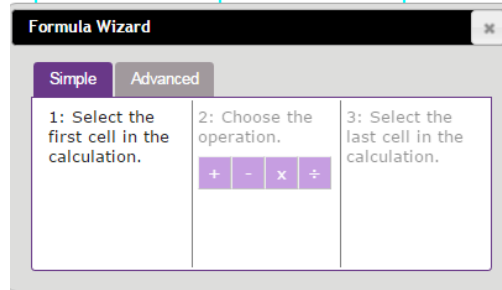 Formula Wizard
Simple Advanced
1: Select the
first cell in the
calculation.
2: Choose the
operation.
+ - x ÷
3: Select the
last cell in the
calculation.